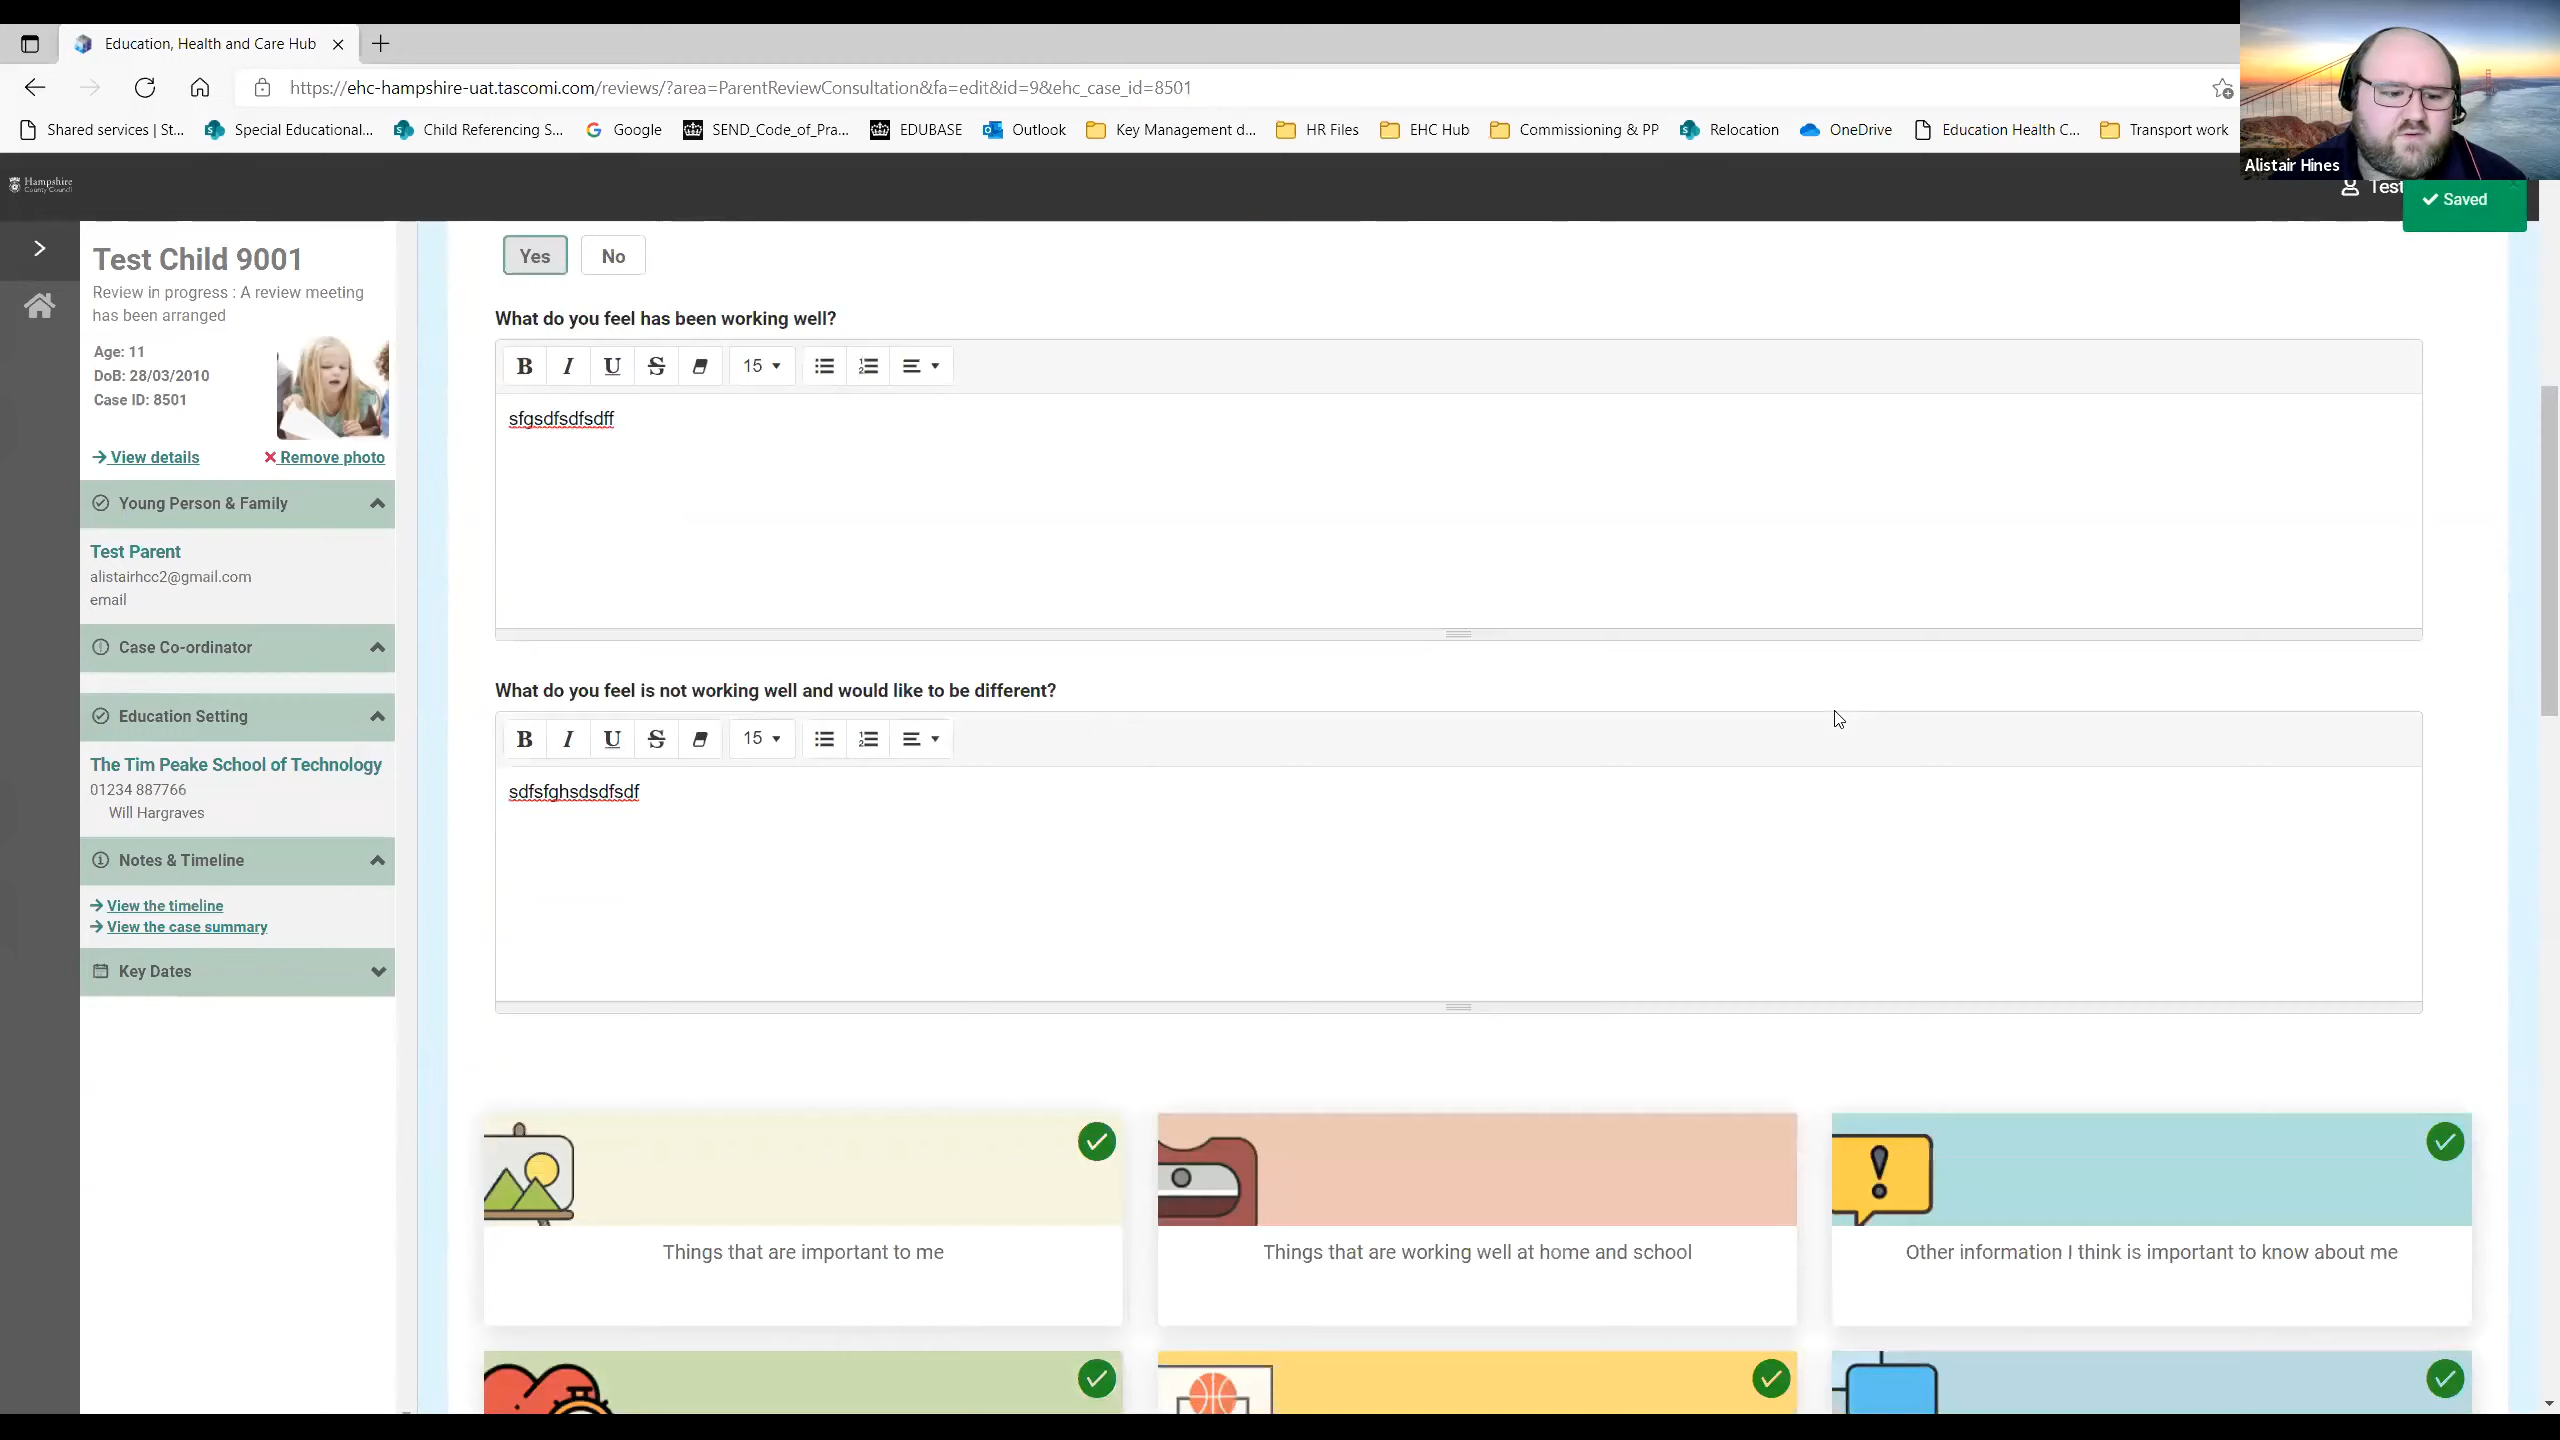 Education, Health and Care Hub
https://ehc-hampshire-uat.tascomi.com/reviews/?area=ParentReviewConsultation&fa=edit&id=9&ehc_case_id=8501
Shared services | St... Special Educational... Child Referencing S... Google SEND_Code_of_Pra... EDUBASE Outlook Key Management d... HR Files EHC Hub Commissioning & PP Relocation OneDrive Education Health C... Transport work
Alistair Hines
Hampshire
County Council
Test
Saved
Test Child 9001
Review in progress : A review meeting
has been arranged
Age: 11
DoB: 28/03/2010
Case ID: 8501
View details
Remove photo
Young Person & Family
Test Parent
alistairhcc2@gmail.com
email
Case Co-ordinator
Education Setting
The Tim Peake School of Technology
01234 887766
Will Hargraves
Notes & Timeline
View the timeline
View the case summary
Key Dates
Yes No
What do you feel has been working well?
B I U S 15
sfgsdfsdfsdff
What do you feel is not working well and would like to be different?
B I U S 15
sdfsfghsdsdfsdf
Things that are important to me
Things that are working well at home and school
Other information I think is important to know about me